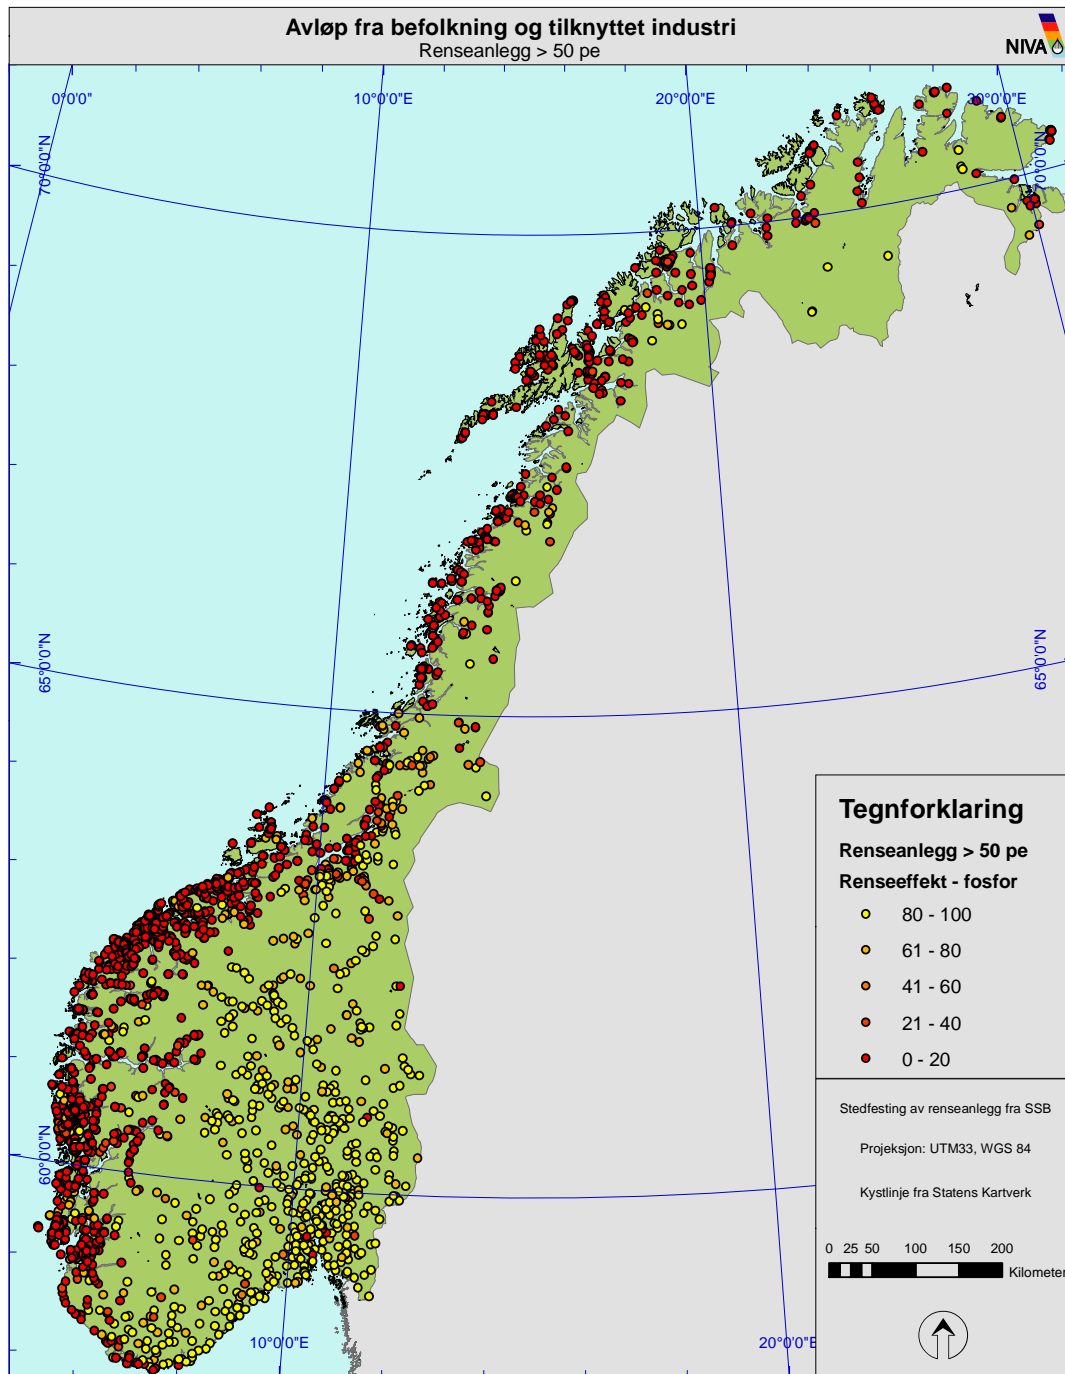 Avløp fra befolkning og tilknyttet industri
Renseanlegg > 50 pe
NIVA
0°0'0"
10°0'0"E
20°0'0"E
30°0'0"E
70°0'0"N
70°0'0"N
65°0'0"N
65°0'0"N
60°0'0"N
10°0'0"E
20°0'0"E
Tegnforklaring
Renseanlegg > 50 pe
Renseeffekt - fosfor
80 - 100
61 - 80
41 - 60
21 - 40
0 - 20
Stedfesting av renseanlegg fra SSB
Projeksjon: UTM33, WGS 84
Kystlinje fra Statens Kartverk
0 25 50 100 150 200
Kilometer